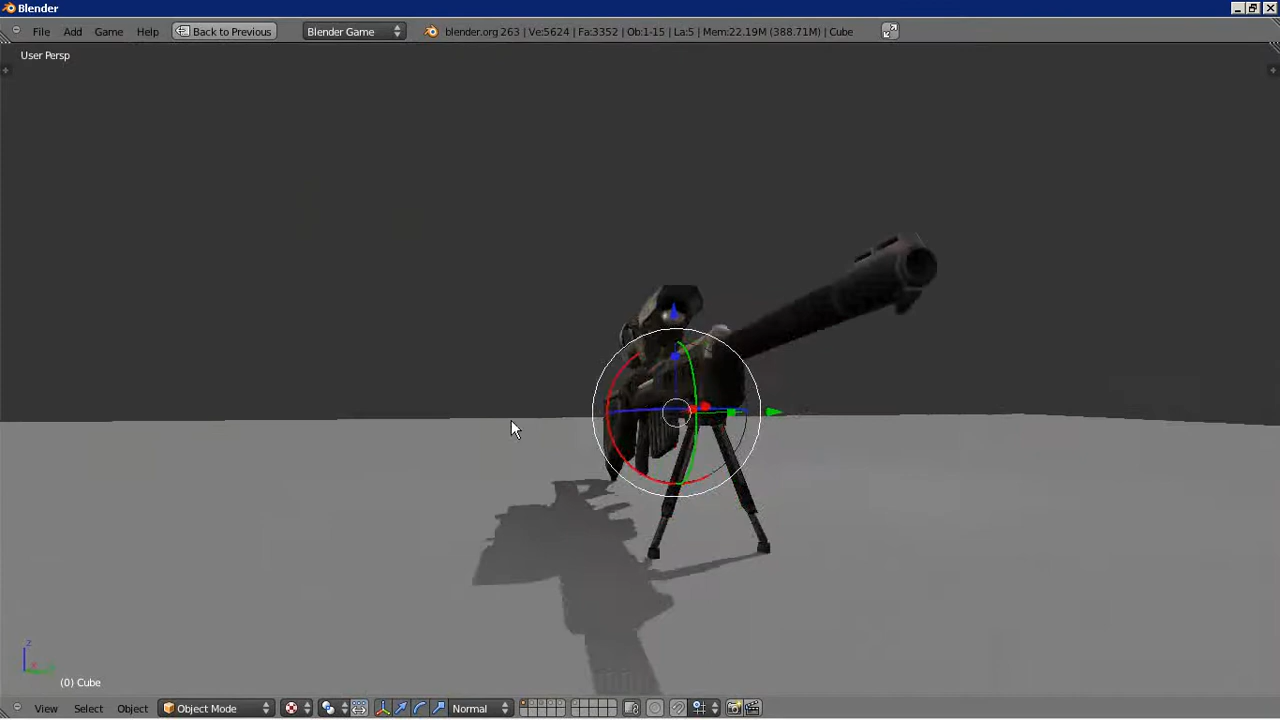 Blender
File Add Game Help Back to Previous Blender Game blender.org 263 | Ve:5624 | Fa:3352 | Ob:1-15 | La:5 | Mem:22.19M (388.71M) | Cube
User Persp
z
(0) Cube
View Select Object Object Mode Normal